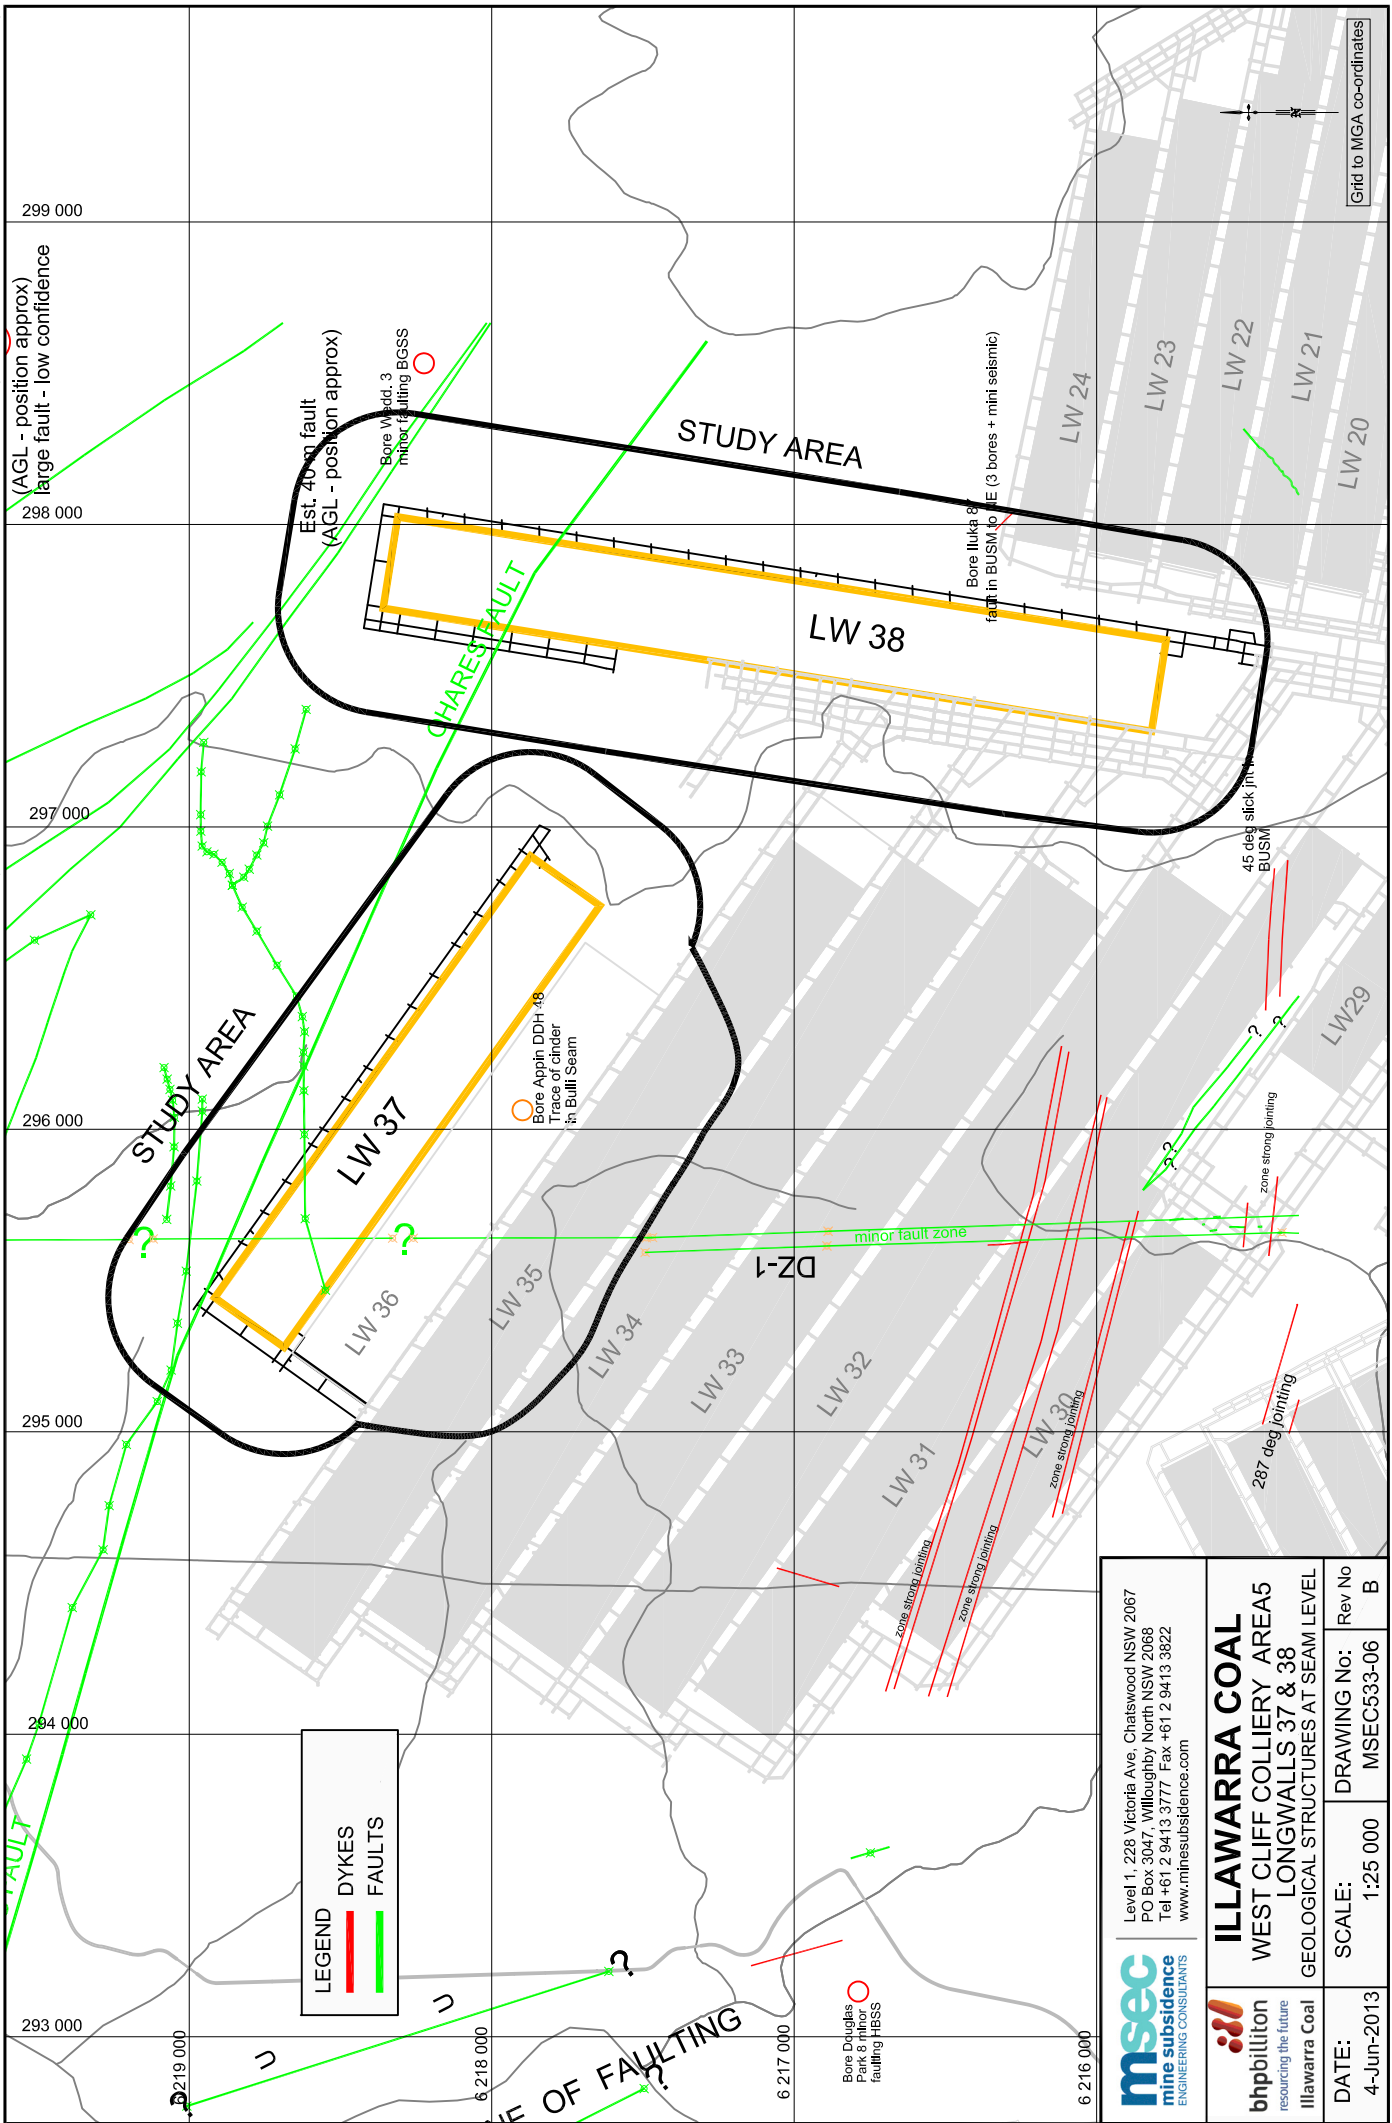 (AGL - position approx)
large fault - low confidence
Est. 40 m fault
(AGL - position approx)
Bore Wedd. 3
minor faulting BGSS
299 000
298 000
297 000
296 000
295 000
294 000
293 000
6 219 000
6 218 000
6 217 000
6 216 000
Grid to MGA co-ordinates
N
STUDY AREA
STUDY AREA
CHARES FAULT
FAULT
LW 38
LW 37
LW 36
LW 35
LW 34
LW 33
LW 32
LW 31
LW 30
LW29
LW 24
LW 23
LW 22
LW 21
LW 20
Bore Iluka 8
fault in BUSM to NE (3 bores + mini seismic)
45 deg slick jnt in
BUSM
Bore Appin DDH 48
Trace of cinder
in Bulli Seam
?
?
?
?
?
?
minor fault zone
DZ-1
zone strong jointing
zone strong jointing
zone strong jointing
zone strong jointing
287 deg jointing
LEGEND
DYKES
FAULTS
U
U
?
?
?
NE OF FAULTING
Bore Douglas
Park 8 minor
faulting HBSS
msec
mine subsidence
ENGINEERING CONSULTANTS
Level 1, 228 Victoria Ave, Chatswood NSW 2067
PO Box 3047, Willoughby North NSW 2068
Tel +61 2 9413 3777 Fax +61 2 9413 3822
www.minesubsidence.com
bhpbilliton
resourcing the future
Illawarra Coal
ILLAWARRA COAL
WEST CLIFF COLLIERY AREA5
LONGWALLS 37 & 38
GEOLOGICAL STRUCTURES AT SEAM LEVEL
DATE:
4-Jun-2013
SCALE:
1:25 000
DRAWING No:
MSEC533-06
Rev No
B